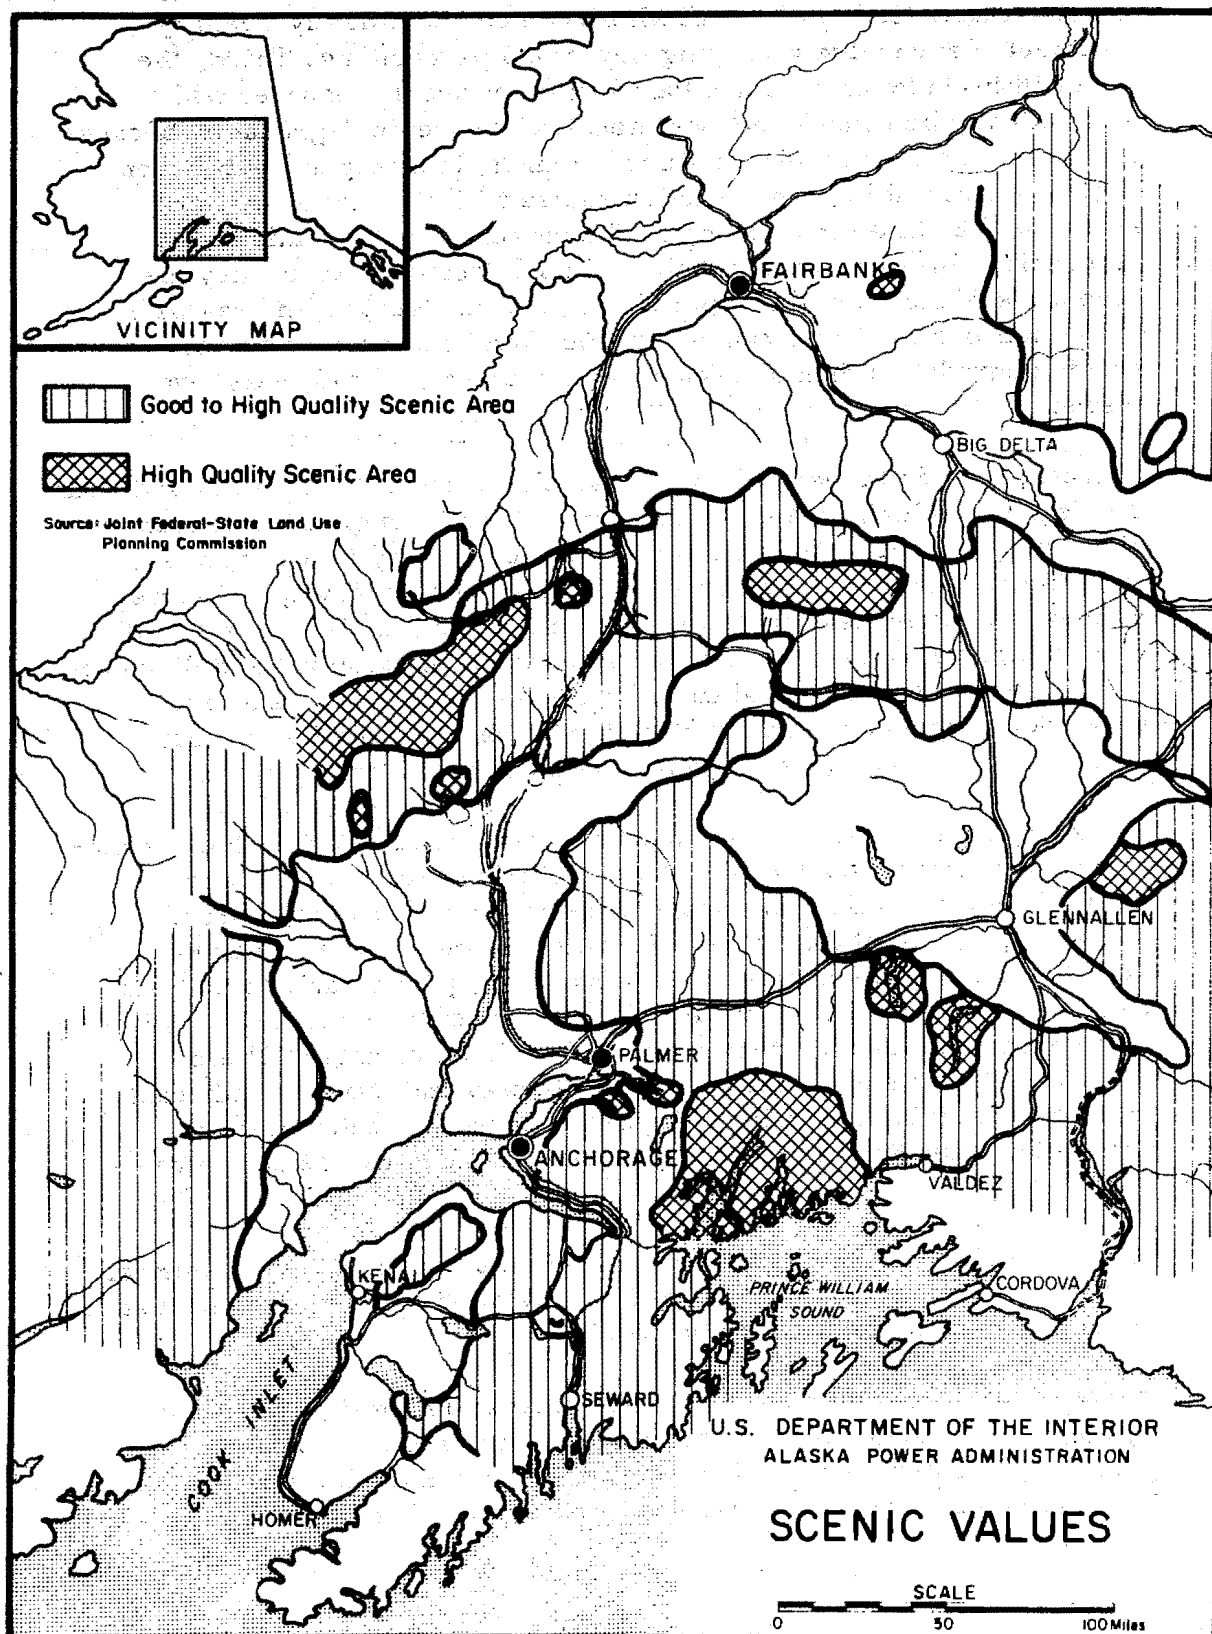 VICINITY MAP
Good to High Quality Scenic Area
High Quality Scenic Area
Source: Joint Federal-State Land Use
Planning Commission
FAIRBANKS
BIG DELTA
GLENNALLEN
PALMER
ANCHORAGE
VALDEZ
KENAI
PRINCE WILLIAM
SOUND
CORDOVA
SEWARD
COOK INLET
HOMER
U.S. DEPARTMENT OF THE INTERIOR
ALASKA POWER ADMINISTRATION
SCENIC VALUES
SCALE
0 50 100 Miles